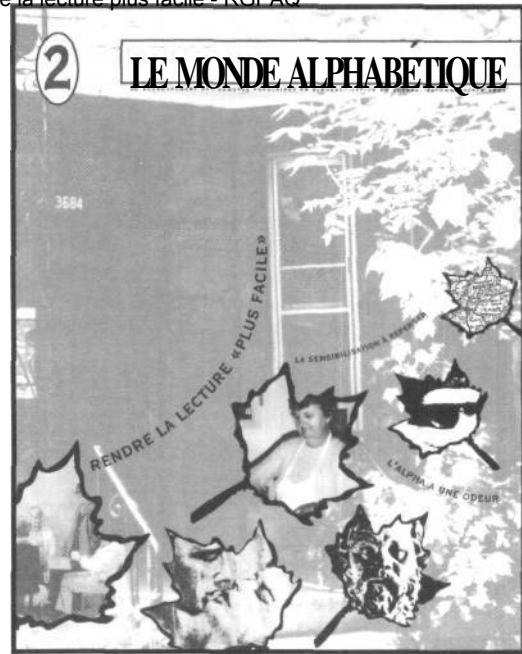 e la lecture plus facile - RGPAQ
2
LE MONDE ALPHABETIQUE
3684
RENDRE LA LECTURE «PLUS FACILE»
LA SENSIBILISATION À REPENSER
L'ALPHA A UNE ODEUR